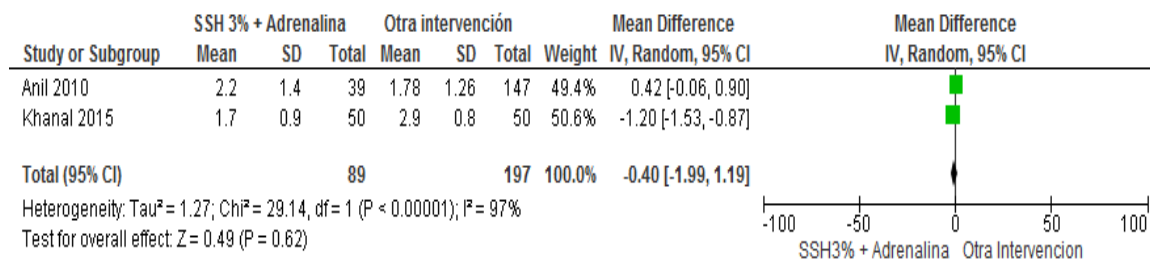 SSH 3% + Adrenalina Otra intervención Mean Difference Mean Difference
Study or Subgroup Mean SD Total Mean SD Total Weight IV, Random, 95% CI IV, Random, 95% CI
Anil 2010 2.2 1.4 39 1.78 1.26 147 49.4% 0.42 [-0.06, 0.90]
Khanal 2015 1.7 0.9 50 2.9 0.8 50 50.6% -1.20 [-1.53, -0.87]
Total (95% CI) 89 197 100.0% -0.40 [-1.99, 1.19]
Heterogeneity: Tau² = 1.27; Chi² = 29.14, df = 1 (P < 0.00001); I² = 97%
Test for overall effect: Z = 0.49 (P = 0.62)
-100 -50 0 50 100
SSH3% + Adrenalina Otra Intervencion